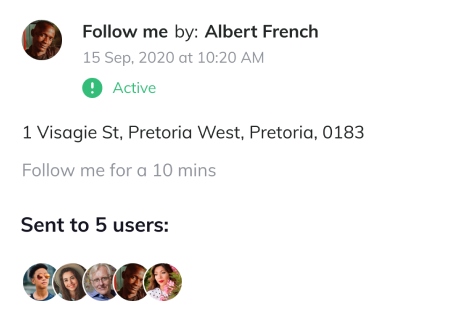 Follow me by: Albert French
15 Sep, 2020 at 10:20 AM
Active
1 Visagie St, Pretoria West, Pretoria, 0183
Follow me for a 10 mins
Sent to 5 users: